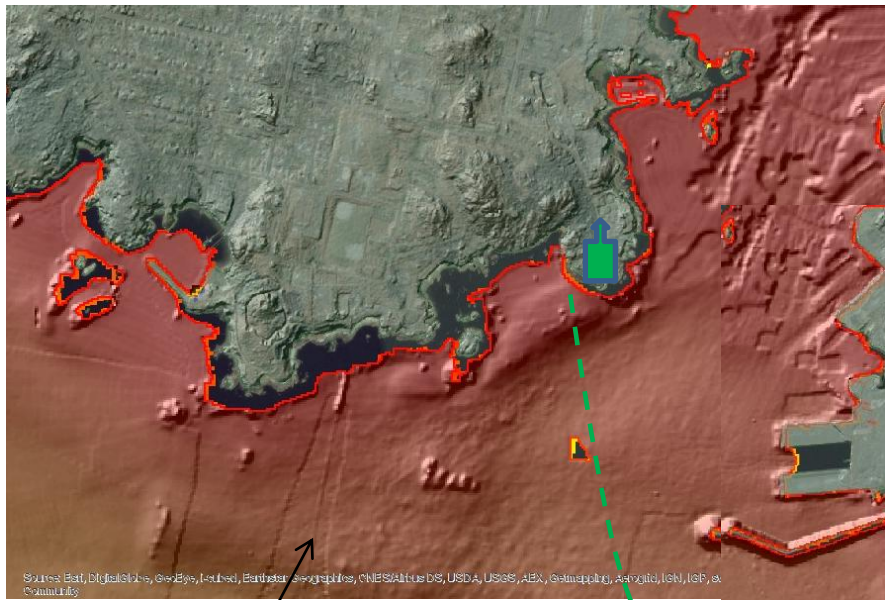 Source: Esri, DigitalGlobe, GeoEye, i-cubed, Earthstar Geographics, CNES/Airbus DS, USDA, USGS, AEX, Getmapping, Aerogrid, IGN, IGP, s
Community